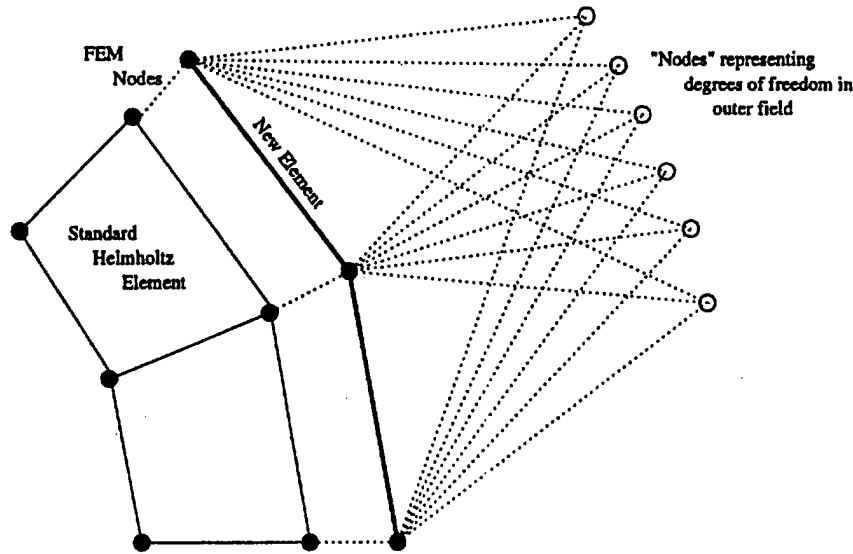 FEM
Nodes
"Nodes" representing
degrees of freedom in
outer field
New Element
Standard
Helmholtz
Element